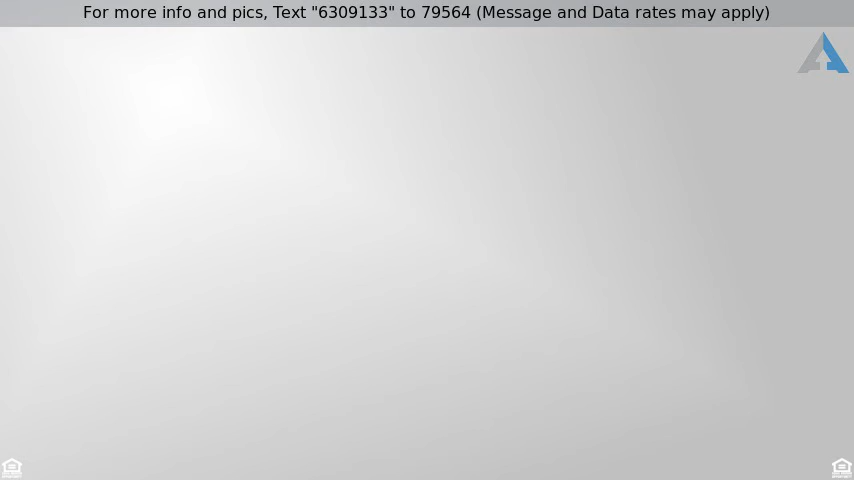 For more info and pics, Text "6309133" to 79564 (Message and Data rates may apply)